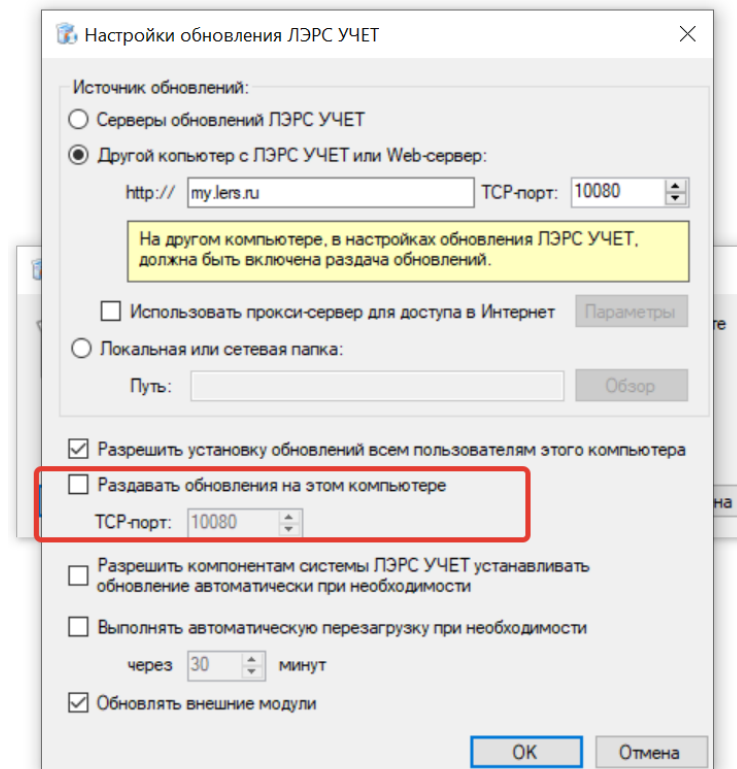 Настройки обновления ЛЭРС УЧЕТ
Источник обновлений:
Серверы обновлений ЛЭРС УЧЕТ
Другой копьютер с ЛЭРС УЧЕТ или Web-сервер:
http:// my.lers.ru TCP-порт: 10080
На другом компьютере, в настройках обновления ЛЭРС УЧЕТ,
должна быть включена раздача обновлений.
Использовать прокси-сервер для доступа в Интернет Параметры
те
Локальная или сетевая папка:
Путь: Обзор
Разрешить установку обновлений всем пользователям этого компьютера
Раздавать обновления на этом компьютере
на
TCP-порт: 10080
Разрешить компонентам системы ЛЭРС УЧЕТ устанавливать
обновление автоматически при необходимости
Выполнять автоматическую перезагрузку при необходимости
через 30 минут
Обновлять внешние модули
OK Отмена